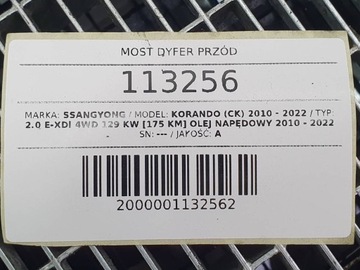 MOST DYFER PRZÓD
113256
MARKA: SSANGYONG / MODEL: KORANDO (CK) 2010 - 2022 / TYP:
2.0 E-XDI 4WD 129 KW [175 KM] OLEJ NAPĘDOWY 2010 - 2022
- SN: --- / JAKOŚĆ: A
2000001132562